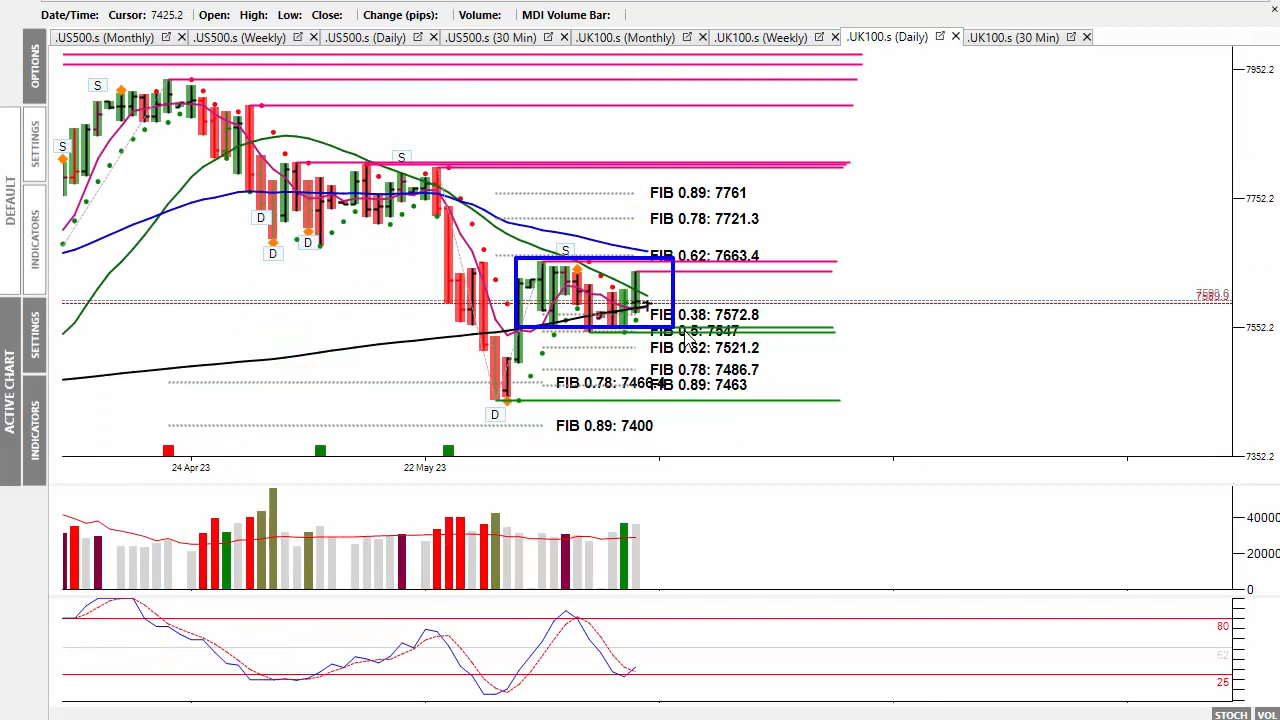 Date/Time: Cursor: 7425.2 Open: High: Low: Close: Change (pips): Volume: MDI Volume Bar:
.US500.s (Monthly) .US500.s (Weekly) .US500.s (Daily) .US500.s (30 Min) .UK100.s (Monthly) .UK100.s (Weekly) .UK100.s (Daily) .UK100.s (30 Min)
OPTIONS
SETTINGS
DEFAULT
INDICATORS
SETTINGS
ACTIVE CHART
INDICATORS
7952.2
S
S
S
FIB 0.89: 7761
7752.2
D
FIB 0.78: 7721.3
D
D
S
FIB 0.62: 7663.4
7589.9
FIB 0.38: 7572.8
7552.2
FIB 0.5: 7547
FIB 0.62: 7521.2
FIB 0.78: 7486.7
FIB 0.78: 7466.4
FIB 0.89: 7463
D
FIB 0.89: 7400
7352.2
24 Apr 23
22 May 23
40000
20000
0
80
52
25
STOCH VOL